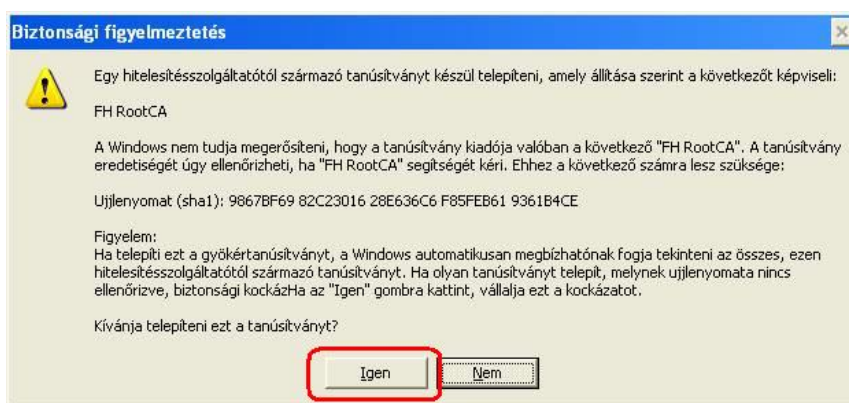 Biztonsági figyelmeztetés
Egy hitelesítésszolgáltatótól származó tanúsítványt készül telepíteni, amely állítása szerint a következőt képviseli:
FH RootCA
A Windows nem tudja megerősíteni, hogy a tanúsítvány kiadója valóban a következő "FH RootCA". A tanúsítvány
eredetiségét úgy ellenőrizheti, ha "FH RootCA" segítségét kéri. Ehhez a következő számra lesz szüksége:
Ujjlenyomat (sha1): 9867BF69 82C23016 28E636C6 F85FEB61 9361B4CE
Figyelem:
Ha telepíti ezt a gyökértanúsítványt, a Windows automatikusan megbízhatónak fogja tekinteni az összes, ezen
hitelesítésszolgáltatótól származó tanúsítványt. Ha olyan tanúsítványt telepít, melynek ujjlenyomata nincs
ellenőrizve, biztonsági kockázHa az "Igen" gombra kattint, vállalja ezt a kockázatot.
Kívánja telepíteni ezt a tanúsítványt?
Igen
Nem